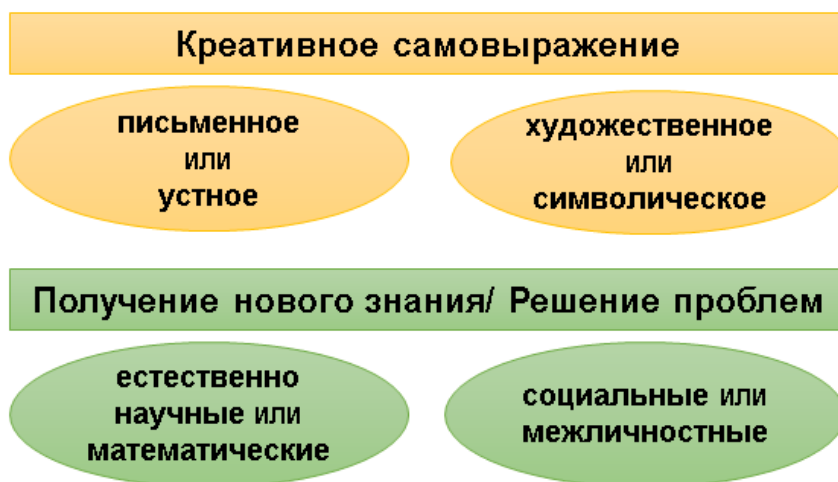 Креативное самовыражение
письменное
или
устное
художественное
или
символическое
Получение нового знания/ Решение проблем
естественно
научные или
математические
социальные или
межличностные